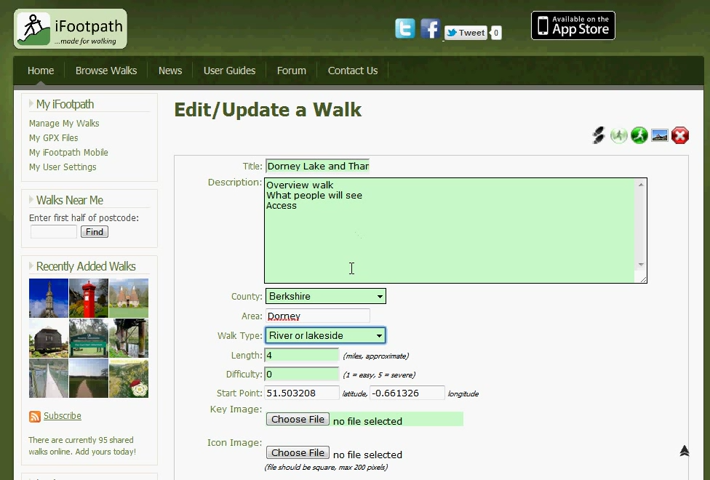 iFootpath
...made for walking
Tweet 0
Available on the
App Store
Home Browse Walks News User Guides Forum Contact Us
My iFootpath
Manage My Walks
My GPX Files
My iFootpath Mobile
My User Settings
Walks Near Me
Enter first half of postcode:
Find
Recently Added Walks
Subscribe
There are currently 95 shared
walks online. Add yours today!
Edit/Update a Walk
Title: Dorney Lake and Thar
Description: Overview walk
What people will see
Access
County: Berkshire
Area: Dorney
Walk Type: River or lakeside
Length: 4 (miles, approximate)
Difficulty: 0 (1 = easy, 5 = severe)
Start Point: 51.503208 latitude, -0.661326 longitude
Key Image: Choose File no file selected
Icon Image: Choose File no file selected
(file should be square, max 200 pixels)